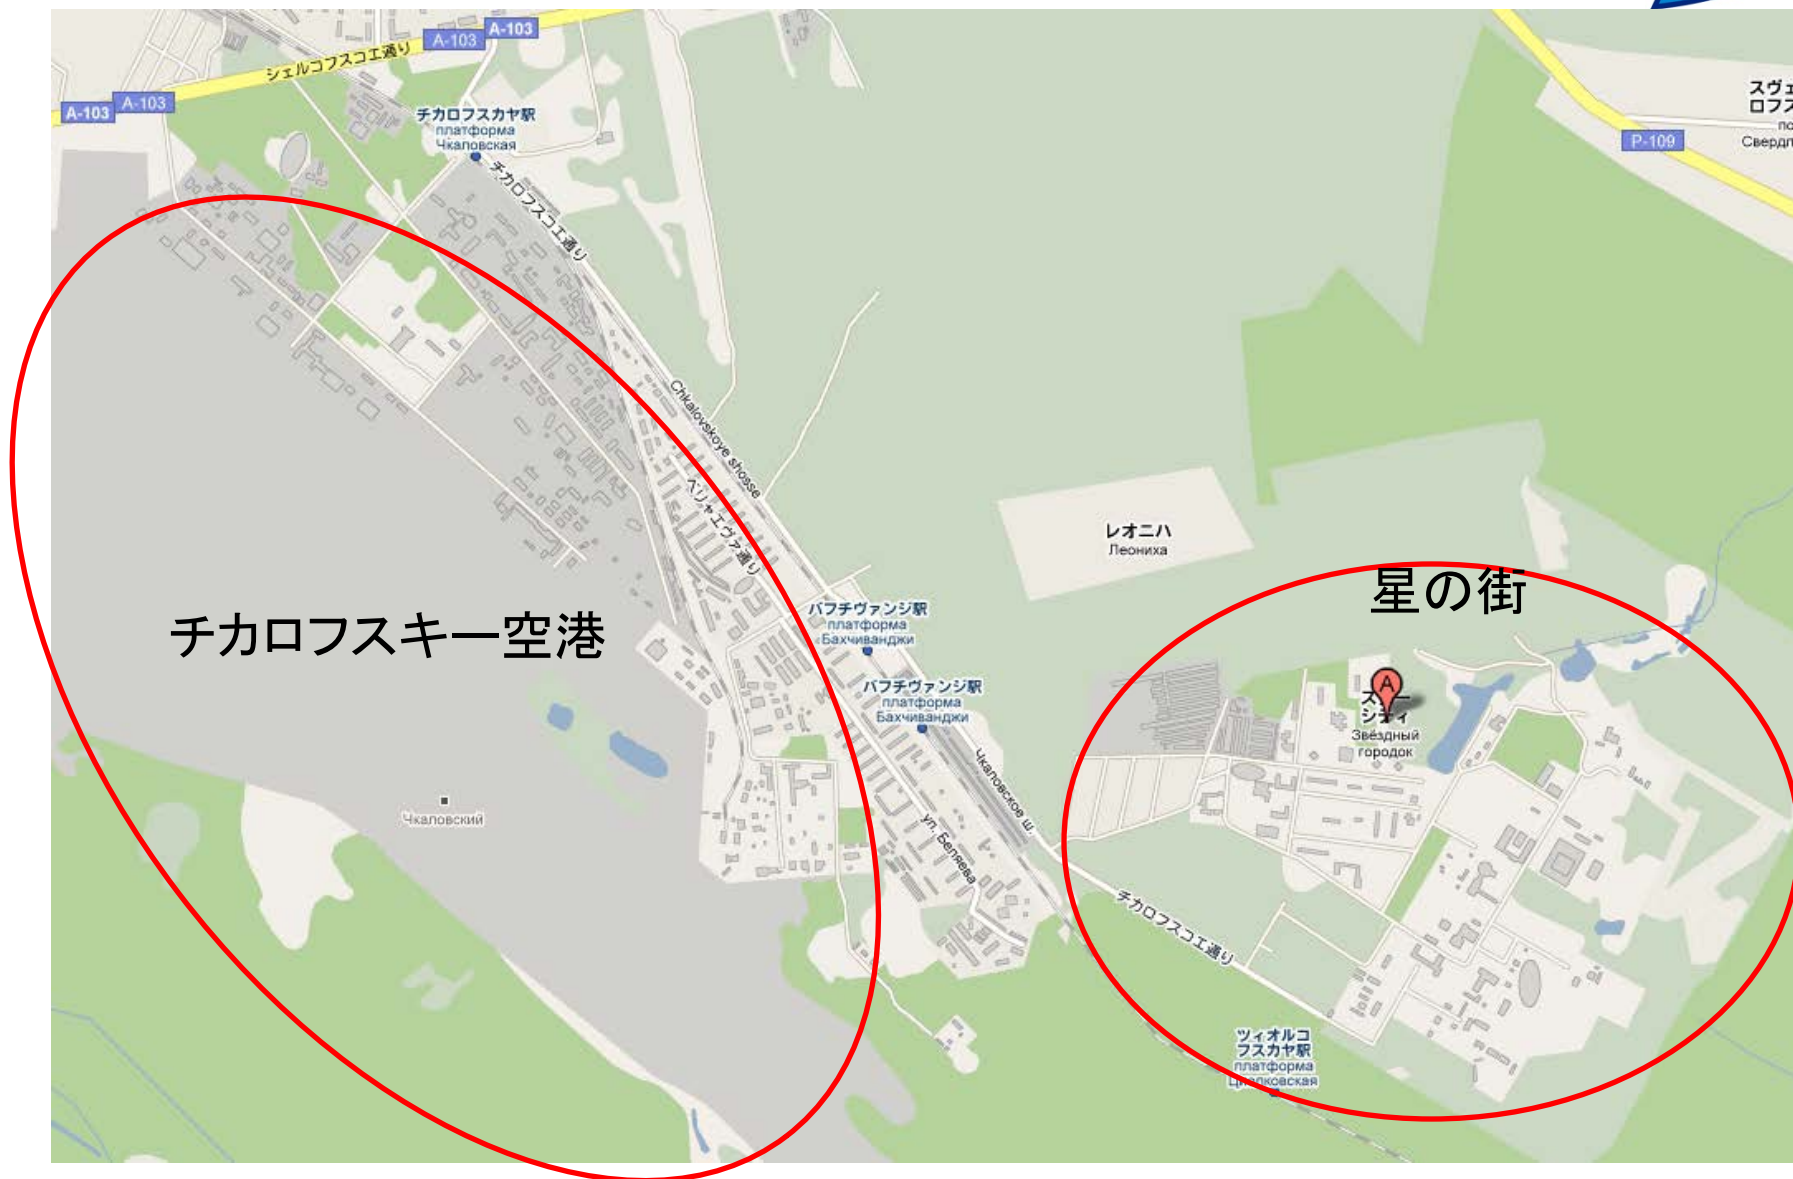 A-103
A-103
シェルコフスコエ通り
A-103
A-103
チカロフスカヤ駅
платформа
Чкаловская
チカロフスコエ通り
P-109
Chkalovskoye shosse
ベリャエヴァ通り
レオニハ
Леониха
星の街
チカロフスキー空港
バフチヴァンジ駅
платформа
Бахчиванджи
バフチヴァンジ駅
платформа
Бахчиванджи
A
シティ
Звёздный
городок
Чкаловское ш.
Чкаловский
ул. Беляева
チカロフスコエ通り
ツィオルコ
フスカヤ駅
платформа